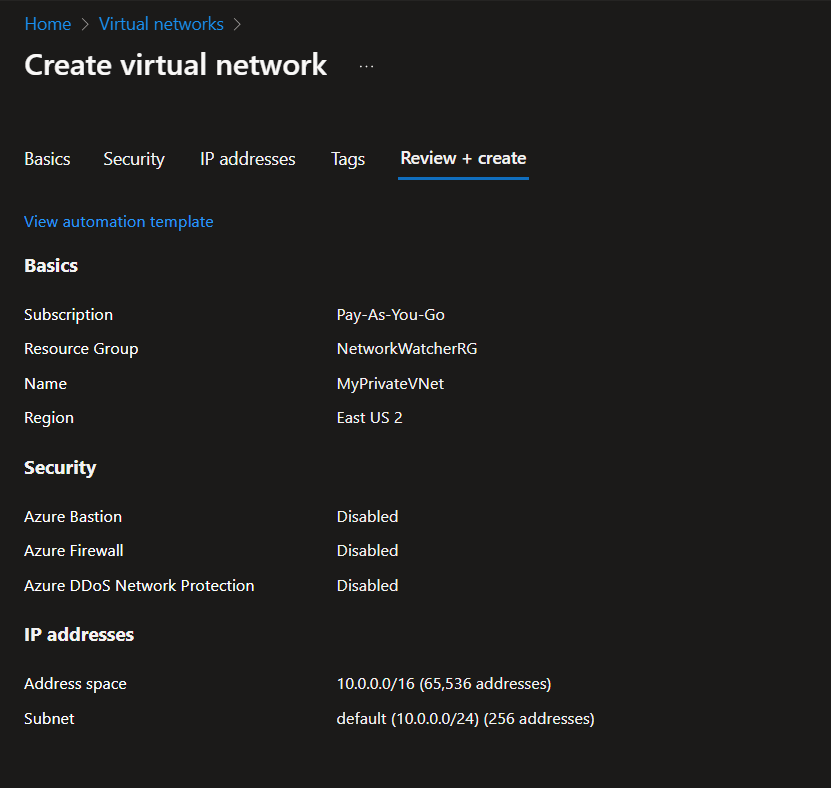 Home > Virtual networks >
Create virtual network ...
Basics Security IP addresses Tags Review + create
View automation template
Basics
Subscription Pay-As-You-Go
Resource Group NetworkWatcherRG
Name MyPrivateVNet
Region East US 2
Security
Azure Bastion Disabled
Azure Firewall Disabled
Azure DDoS Network Protection Disabled
IP addresses
Address space 10.0.0.0/16 (65,536 addresses)
Subnet default (10.0.0.0/24) (256 addresses)